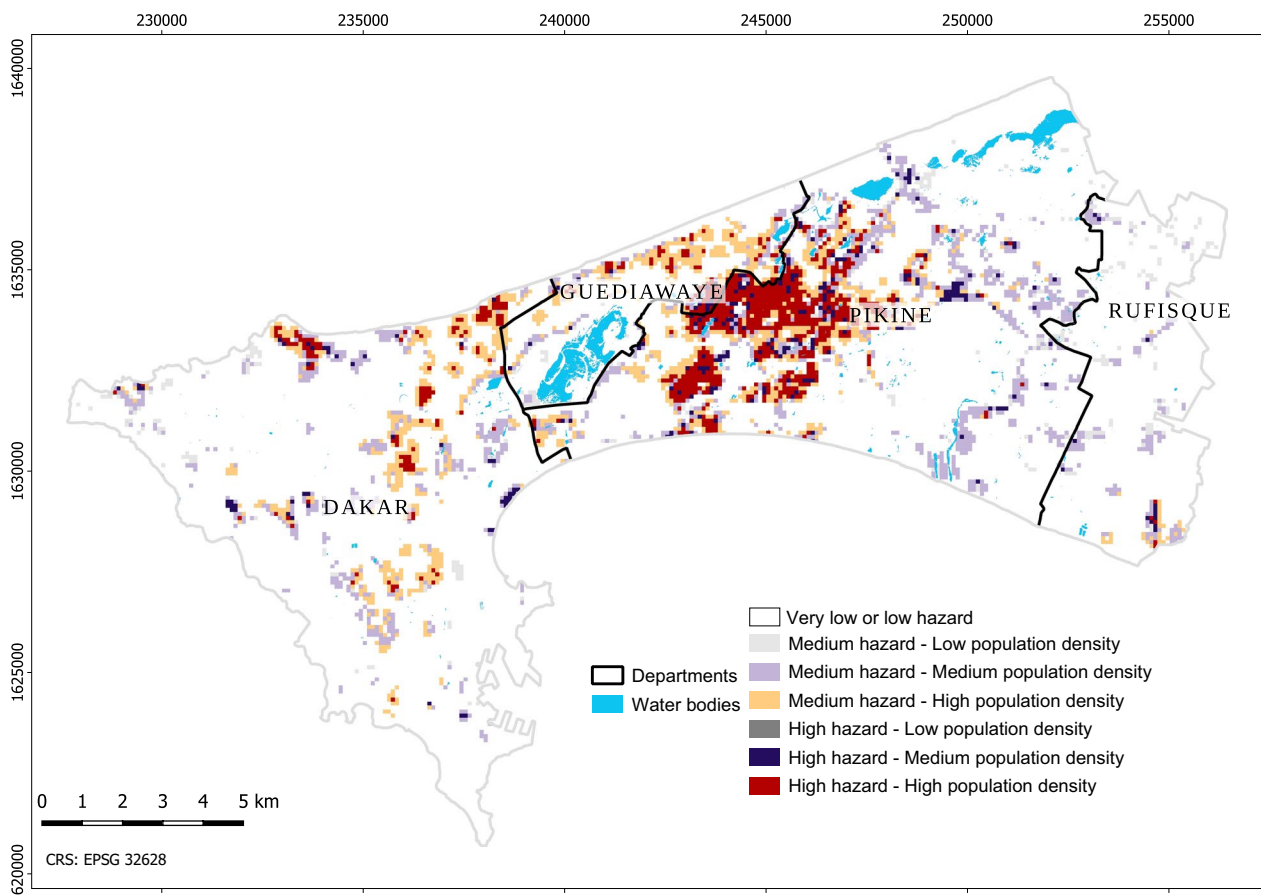 230000 235000 240000 245000 250000 255000
1640000
1635000
1630000
1625000
620000
GUEDIAWAYE
PIKINE
RUFISQUE
DAKAR
Very low or low hazard
Medium hazard - Low population density
Medium hazard - Medium population density
Medium hazard - High population density
High hazard - Low population density
High hazard - Medium population density
High hazard - High population density
Departments
Water bodies
0 1 2 3 4 5 km
CRS: EPSG 32628